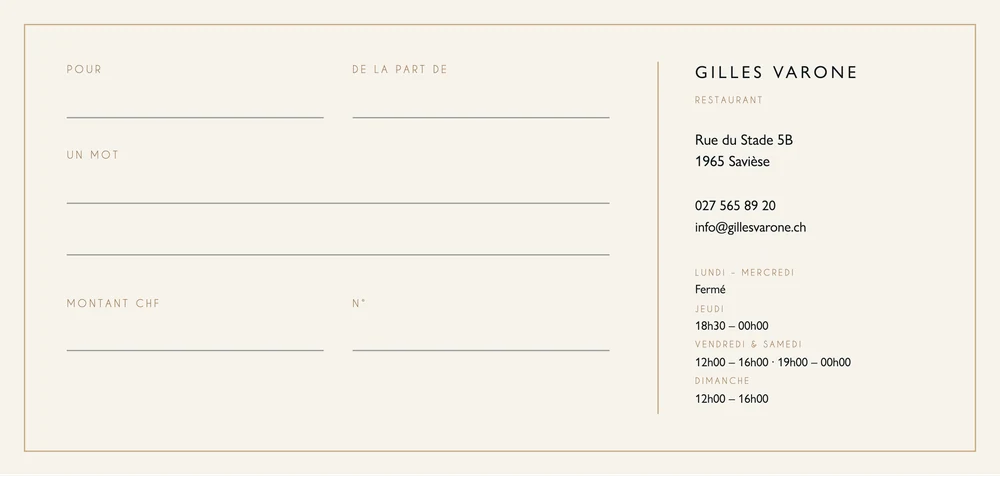 POUR
DE LA PART DE
UN MOT
MONTANT CHF
N°
GILLES VARONE
RESTAURANT
Rue du Stade 5B
1965 Savièse
027 565 89 20
info@gillesvarone.ch
LUNDI – MERCREDI
Fermé
JEUDI
18h30 – 00h00
VENDREDI & SAMEDI
12h00 – 16h00 · 19h00 – 00h00
DIMANCHE
12h00 – 16h00